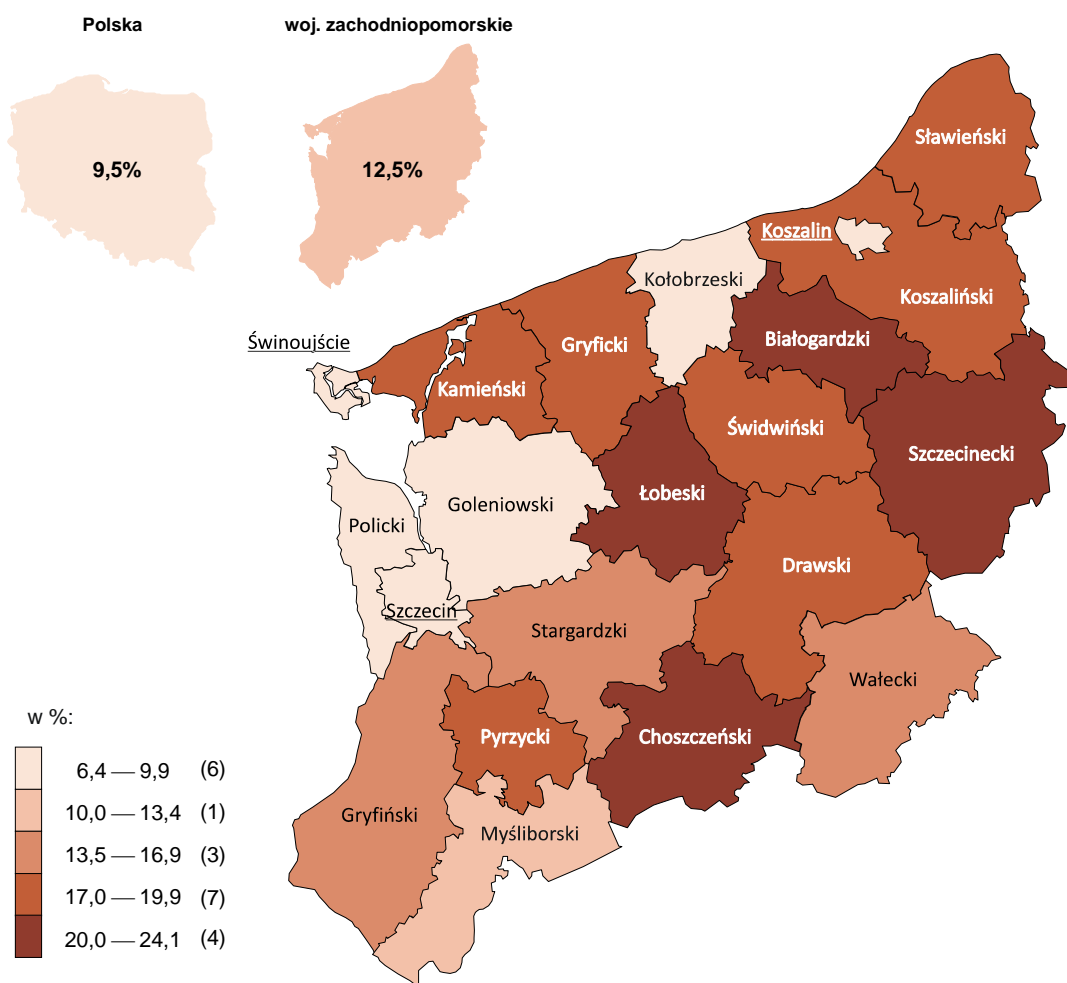 Polska
woj. zachodniopomorskie
9,5%
12,5%
Sławieński
Koszalin
Kołobrzeski
Koszaliński
Świnoujście
Białogardzki
Gryficki
Kamieński
Świdwiński
Szczecinecki
Łobeski
Goleniowski
Policki
Drawski
Szczecin
Stargardzki
Wałecki
w %:
Pyrzycki
Choszczeński
6,4 — 9,9 (6)
10,0 — 13,4 (1)
Gryfiński
Myśliborski
13,5 — 16,9 (3)
17,0 — 19,9 (7)
20,0 — 24,1 (4)